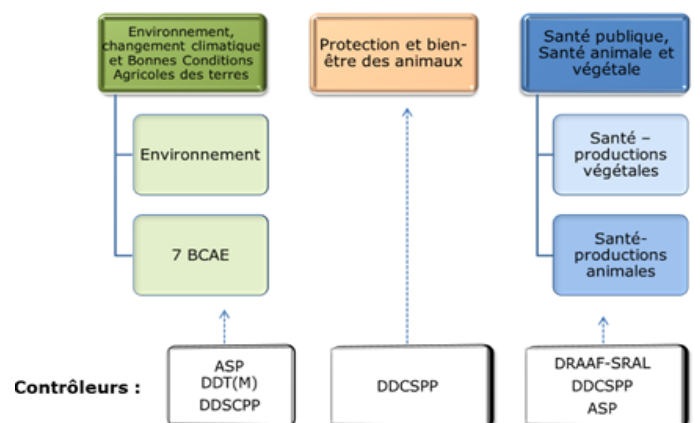 Environnement,
changement climatique
et Bonnes Conditions
Agricoles des terres
Protection et bien-
être des animaux
Santé publique,
Santé animale et
végétale
Environnement
Santé –
productions
végétales
7 BCAE
Santé-
productions
animales
Contrôleurs :
ASP
DDT(M)
DDSCPP
DDCSPP
DRAAF-SRAL
DDCSPP
ASP